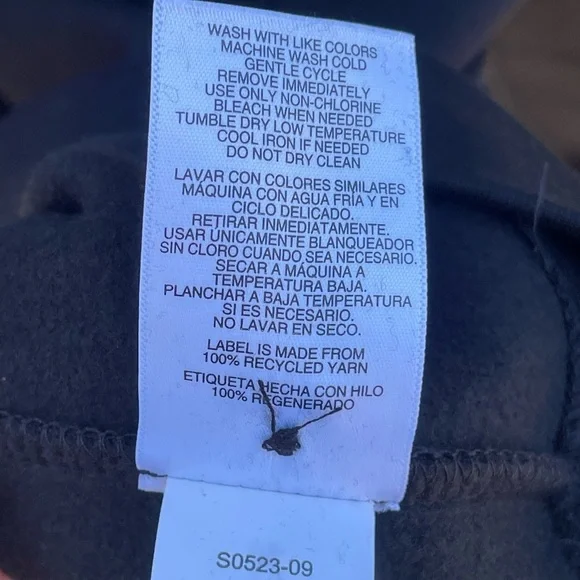 WASH WITH LIKE COLORS
MACHINE WASH COLD
GENTLE CYCLE
REMOVE IMMEDIATELY
USE ONLY NON-CHLORINE
BLEACH WHEN NEEDED
TUMBLE DRY LOW TEMPERATURE
COOL IRON IF NEEDED
DO NOT DRY CLEAN
LAVAR CON COLORES SIMILARES
MÁQUINA CON AGUA FRÍA Y EN
CICLO DELICADO.
RETIRAR INMEDIATAMENTE.
USAR UNICAMENTE BLANQUEADOR
SIN CLORO CUANDO SEA NECESARIO.
SECAR A MÁQUINA A
TEMPERATURA BAJA.
PLANCHAR A BAJA TEMPERATURA
SI ES NECESARIO.
NO LAVAR EN SECO.
LABEL IS MADE FROM
100% RECYCLED YARN
ETIQUETA HECHA CON HILO
100% REGENERADO
S0523-09